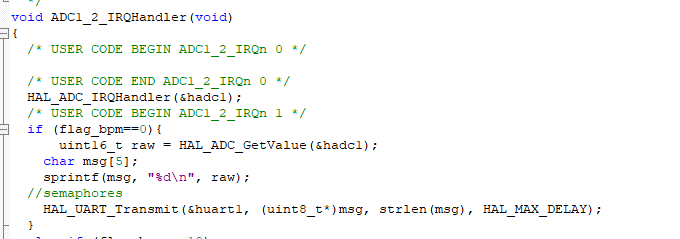 */
void ADC1_2_IRQHandler(void)
{
/* USER CODE BEGIN ADC1_2_IRQn 0 */
/* USER CODE END ADC1_2_IRQn 0 */
HAL_ADC_IRQHandler(&hadc1);
/* USER CODE BEGIN ADC1_2_IRQn 1 */
if (flag_bpm==0){
uint16_t raw = HAL_ADC_GetValue(&hadc1);
char msg[5];
sprintf(msg, "%d\n", raw);
//semaphores
HAL_UART_Transmit(&huart1, (uint8_t*)msg, strlen(msg), HAL_MAX_DELAY);
}